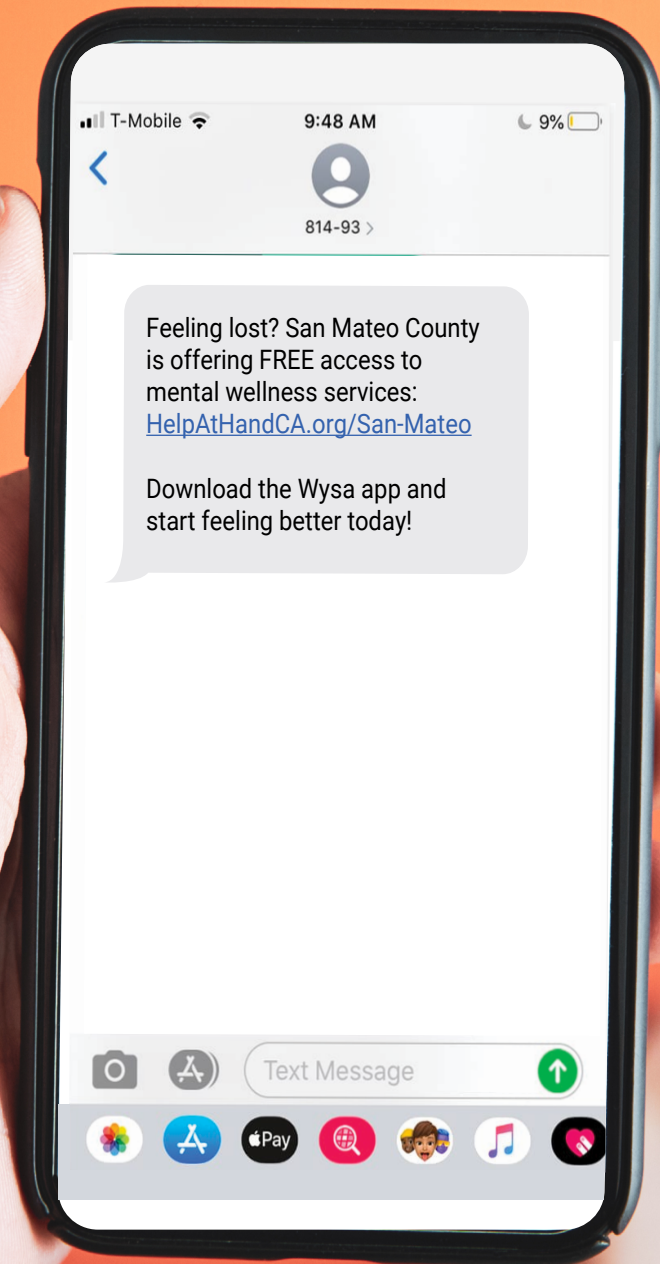 T-Mobile 9:48 AM 9%
814-93
Feeling lost? San Mateo County
is offering FREE access to
mental wellness services:
HelpAtHandCA.org/San-Mateo
Download the Wysa app and
start feeling better today!
Text Message
Pay